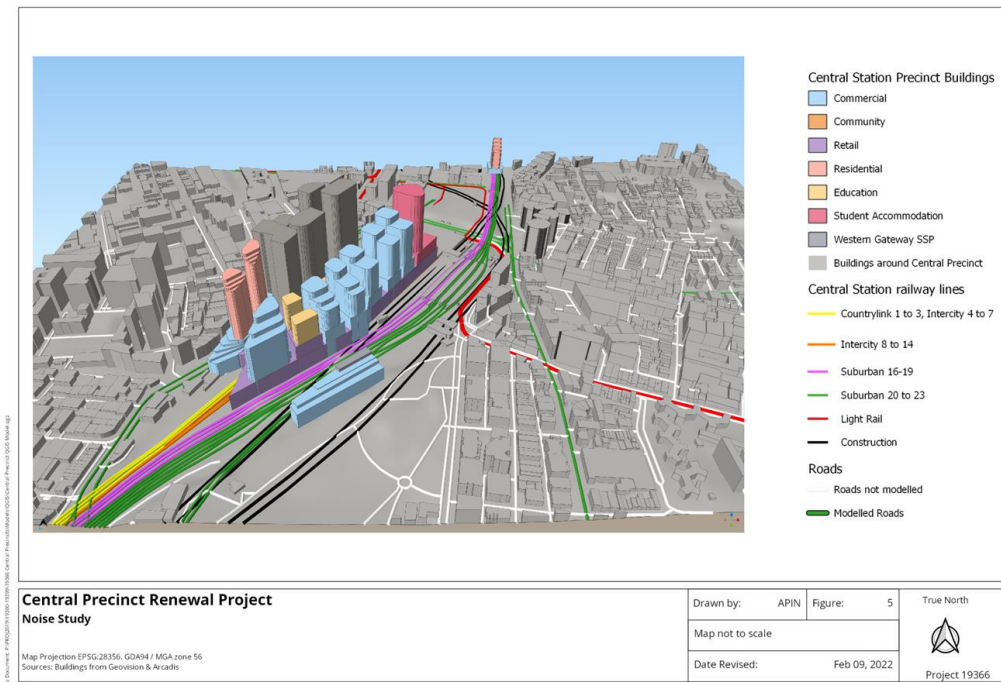 Central Station Precinct Buildings
Commercial
Community
Retail
Residential
Education
Student Accommodation
Western Gateway SSP
Buildings around Central Precinct
Central Station railway lines
Countrylink 1 to 3, Intercity 4 to 7
Intercity 8 to 14
Suburban 16-19
Suburban 20 to 23
Light Rail
Construction
Roads
Roads not modelled
Modelled Roads
Central Precinct Renewal Project
Noise Study
Map Projection EPSG:28356. GDA94 / MGA zone 56
Sources: Buildings from Geovision & Arcadis
Drawn by: APIN Figure: 5
Map not to scale
Date Revised: Feb 09, 2022
True North
Project 19366